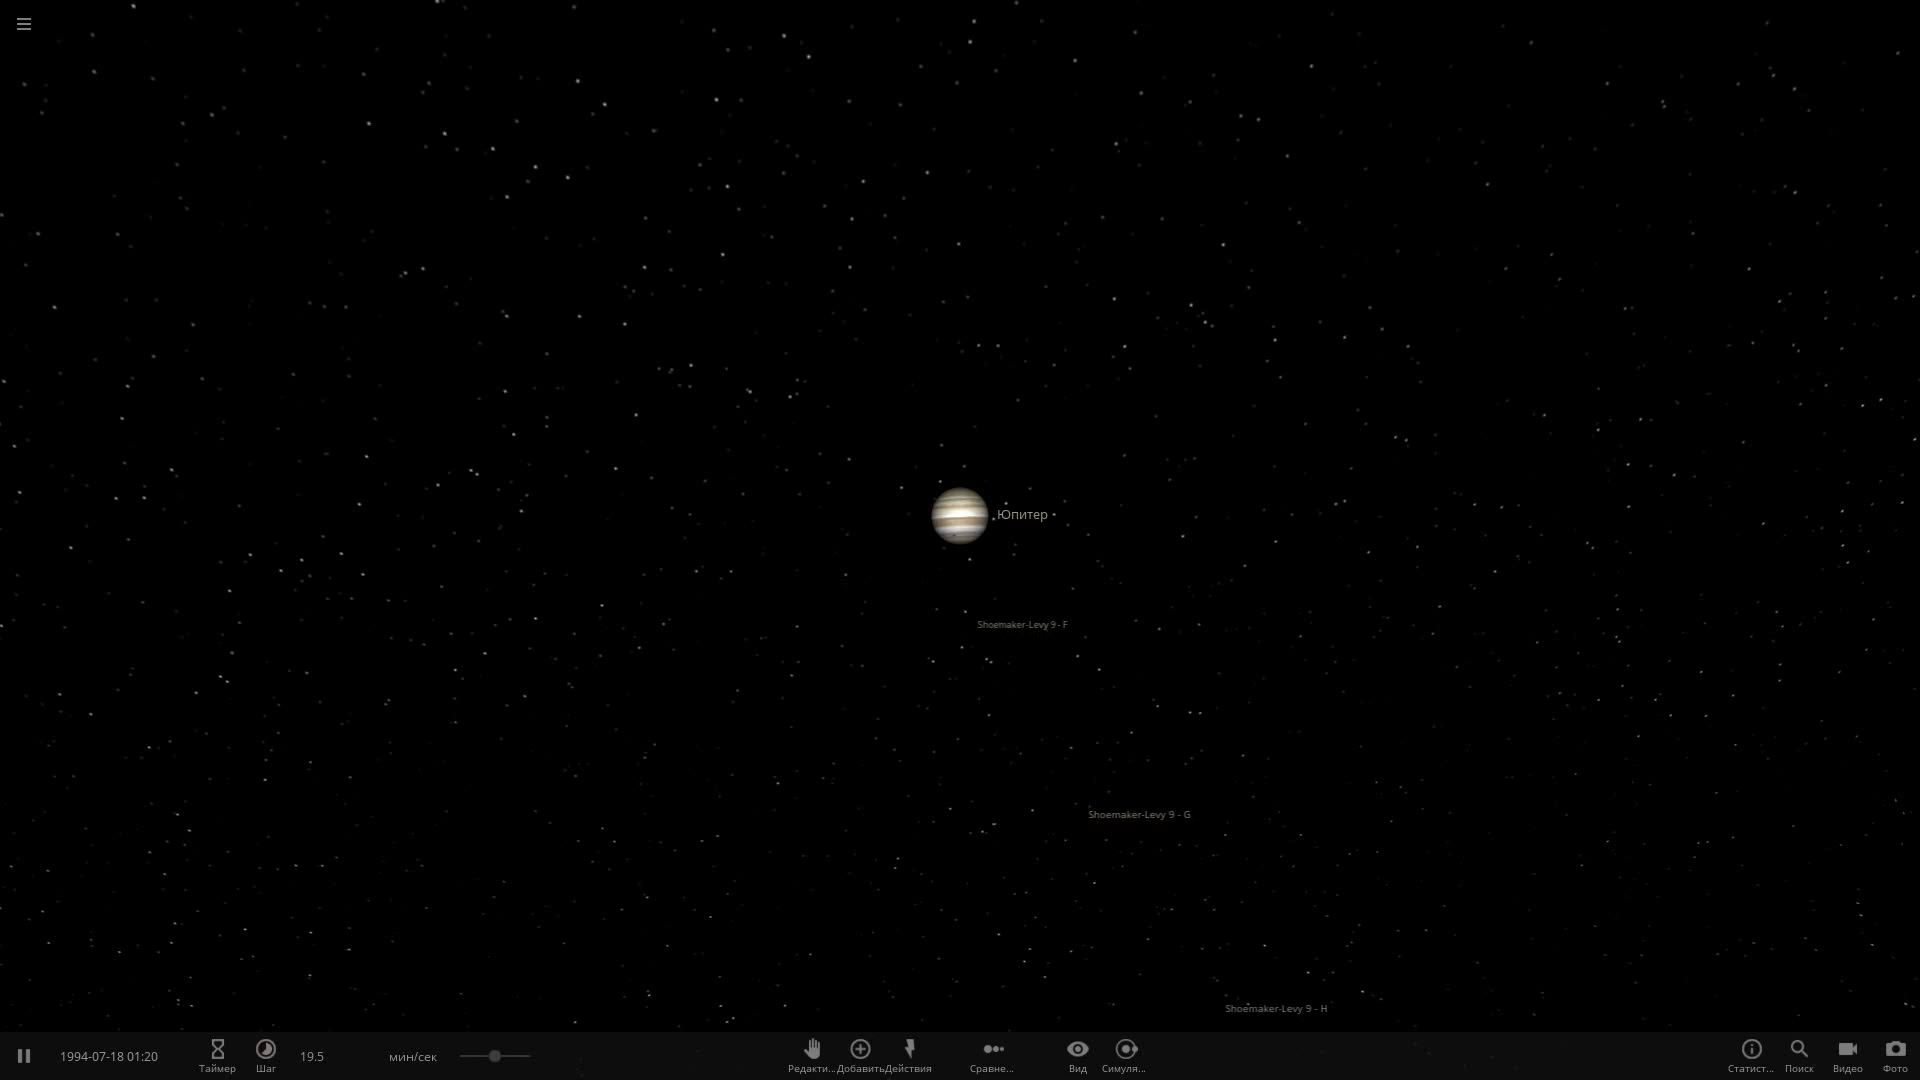 Юпитер
Shoemaker-Levy 9 - F
Shoemaker-Levy 9 - G
Shoemaker-Levy 9 - H
1994-07-18 01:20
Таймер
Шаг
19.5
мин/сек
Редакти...
Добавить
Действия
Сравне...
Вид
Симуля...
Статист...
Поиск
Видео
Фото